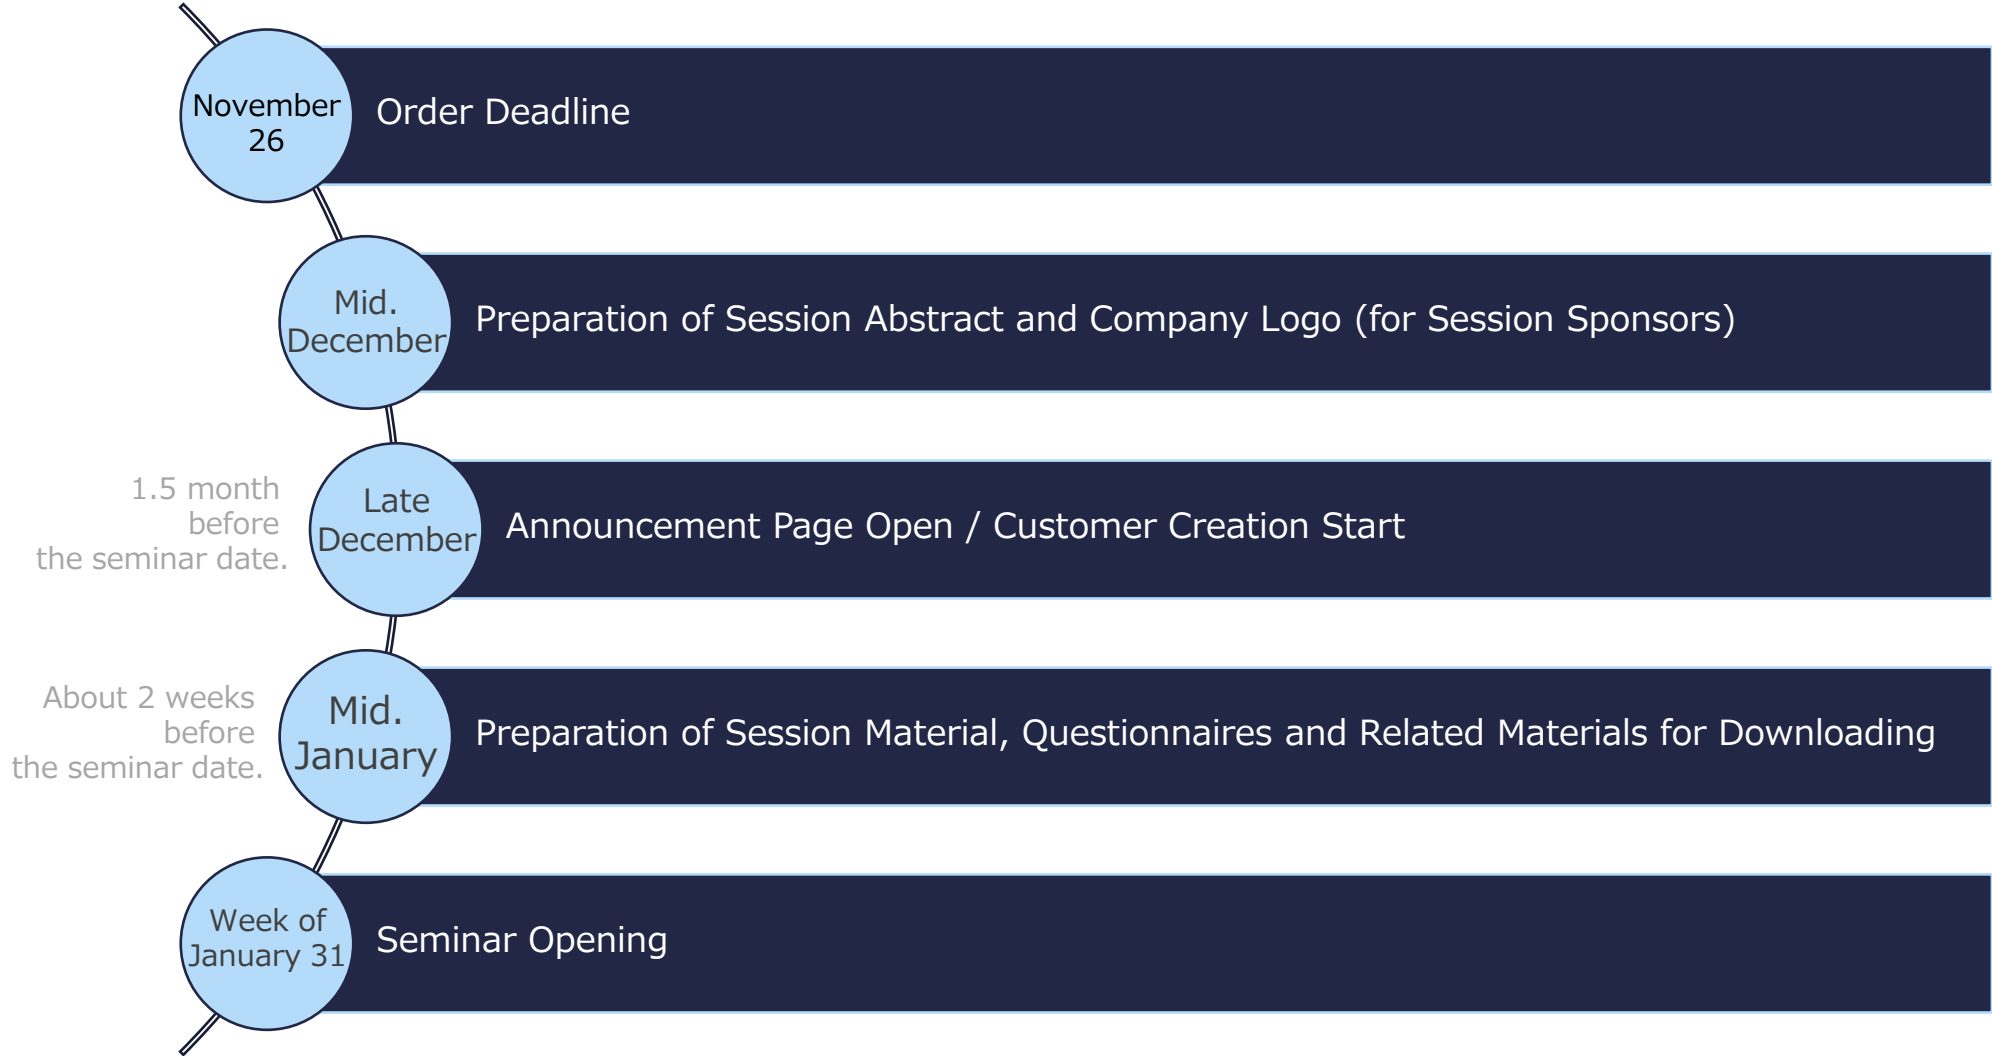 November
26
Order Deadline
Mid.
December
Preparation of Session Abstract and Company Logo (for Session Sponsors)
1.5 month
before
the seminar date.
Late
December
Announcement Page Open / Customer Creation Start
About 2 weeks
before
the seminar date.
Mid.
January
Preparation of Session Material, Questionnaires and Related Materials for Downloading
Week of
January 31
Seminar Opening